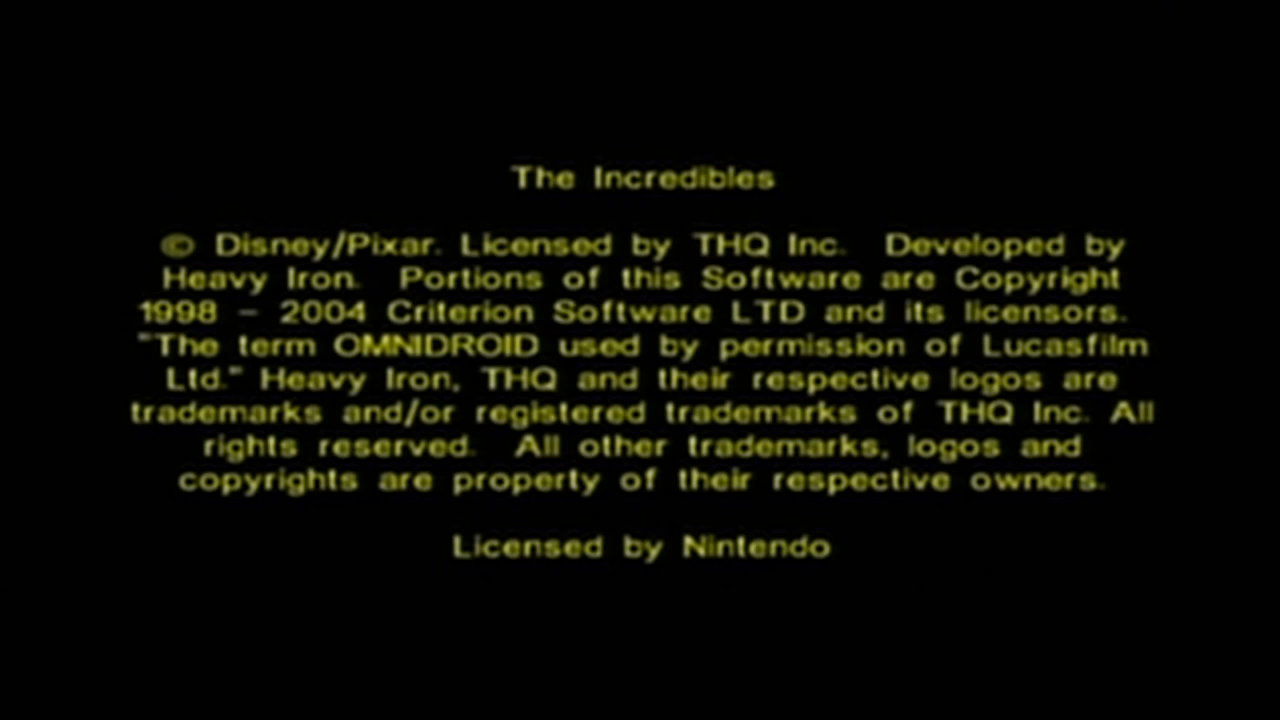 The Incredibles
© Disney/Pixar. Licensed by THQ Inc. Developed by
Heavy Iron. Portions of this Software are Copyright
1998 - 2004 Criterion Software LTD and its licensors.
"The term OMNIDROID used by permission of Lucasfilm
Ltd." Heavy Iron, THQ and their respective logos are
trademarks and/or registered trademarks of THQ Inc. All
rights reserved. All other trademarks, logos and
copyrights are property of their respective owners.
Licensed by Nintendo